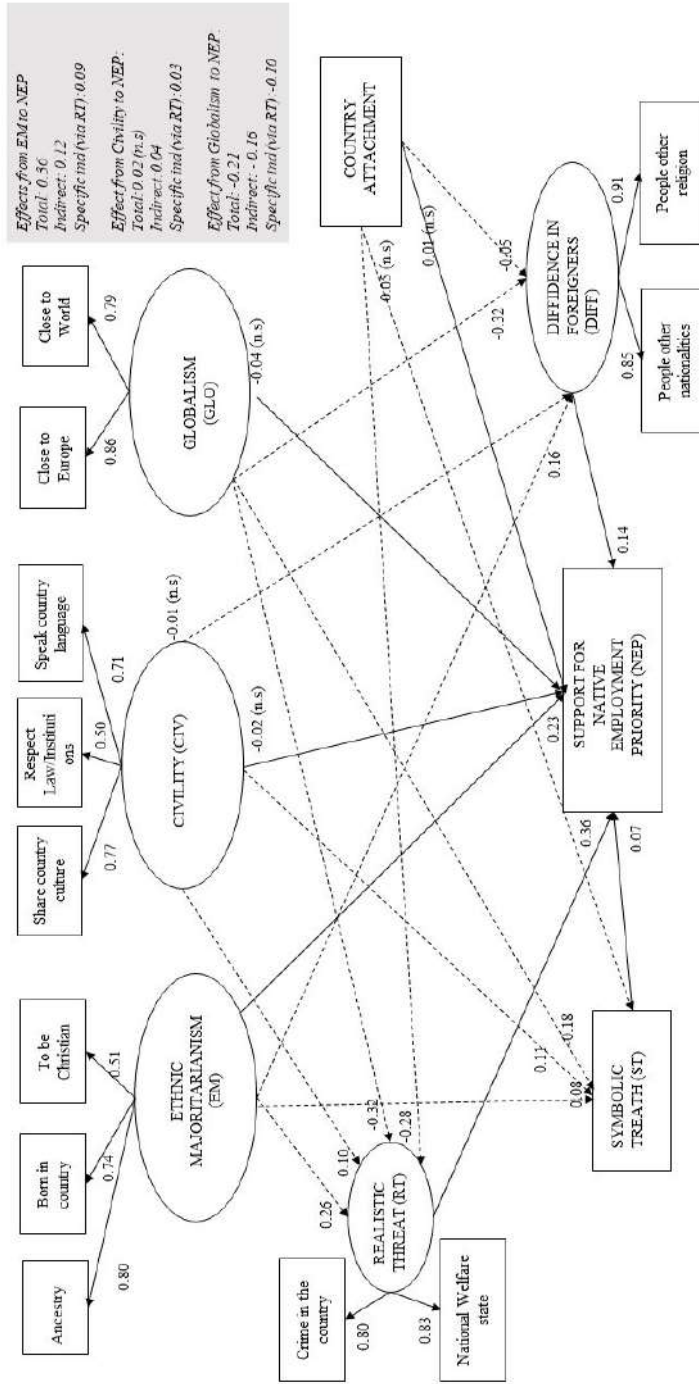 Ancestry
Born in
country
To be
Christian
0.80
0.74
0.51
ETHNIC
MAJORITARIANISM
(EM)
Share country
culture
Respect
Law/Instituti
ons
Speak country
language
0.77
0.50
0.71
CIVILITY (CIV)
-0.01 (n.s)
-0.02 (n.s)
Close to
Europe
Close to
World
0.86
0.79
GLOBALISM
(GLU)
-0.04 (n.s)
Effects from EM to NEP
Total: 0.36
Indirect: 0.12
Specific ind (via RT): 0.09
Effect from Civility to NEP:
Total: 0.02 (n.s)
Indirect: 0.04
Specific ind (via RT): 0.03
Effect from Globalism to NEP.
Total: -0.21
Indirect: - 0.16
Specific ind (via RT): -0.10
Crime in the
country
National Welfare
state
0.80
0.83
REALISTIC
THREAT (RT)
0.26
0.10
-0.32
-0.28
COUNTRY
ATTACHMENT
-0.05 (n.s)
0.01 (n.s)
-0.05
-0.32
0.16
DIFFIDENCE IN
FOREIGNERS
(DIFF)
0.85
0.91
People other
nationalities
People other
religion
0.14
0.23
0.36
0.07
SUPPORT FOR
NATIVE
EMPLOYMENT
PRIORITY (NEP)
0.11
0.08
-0.18
SYMBOLIC
TREATH (ST)